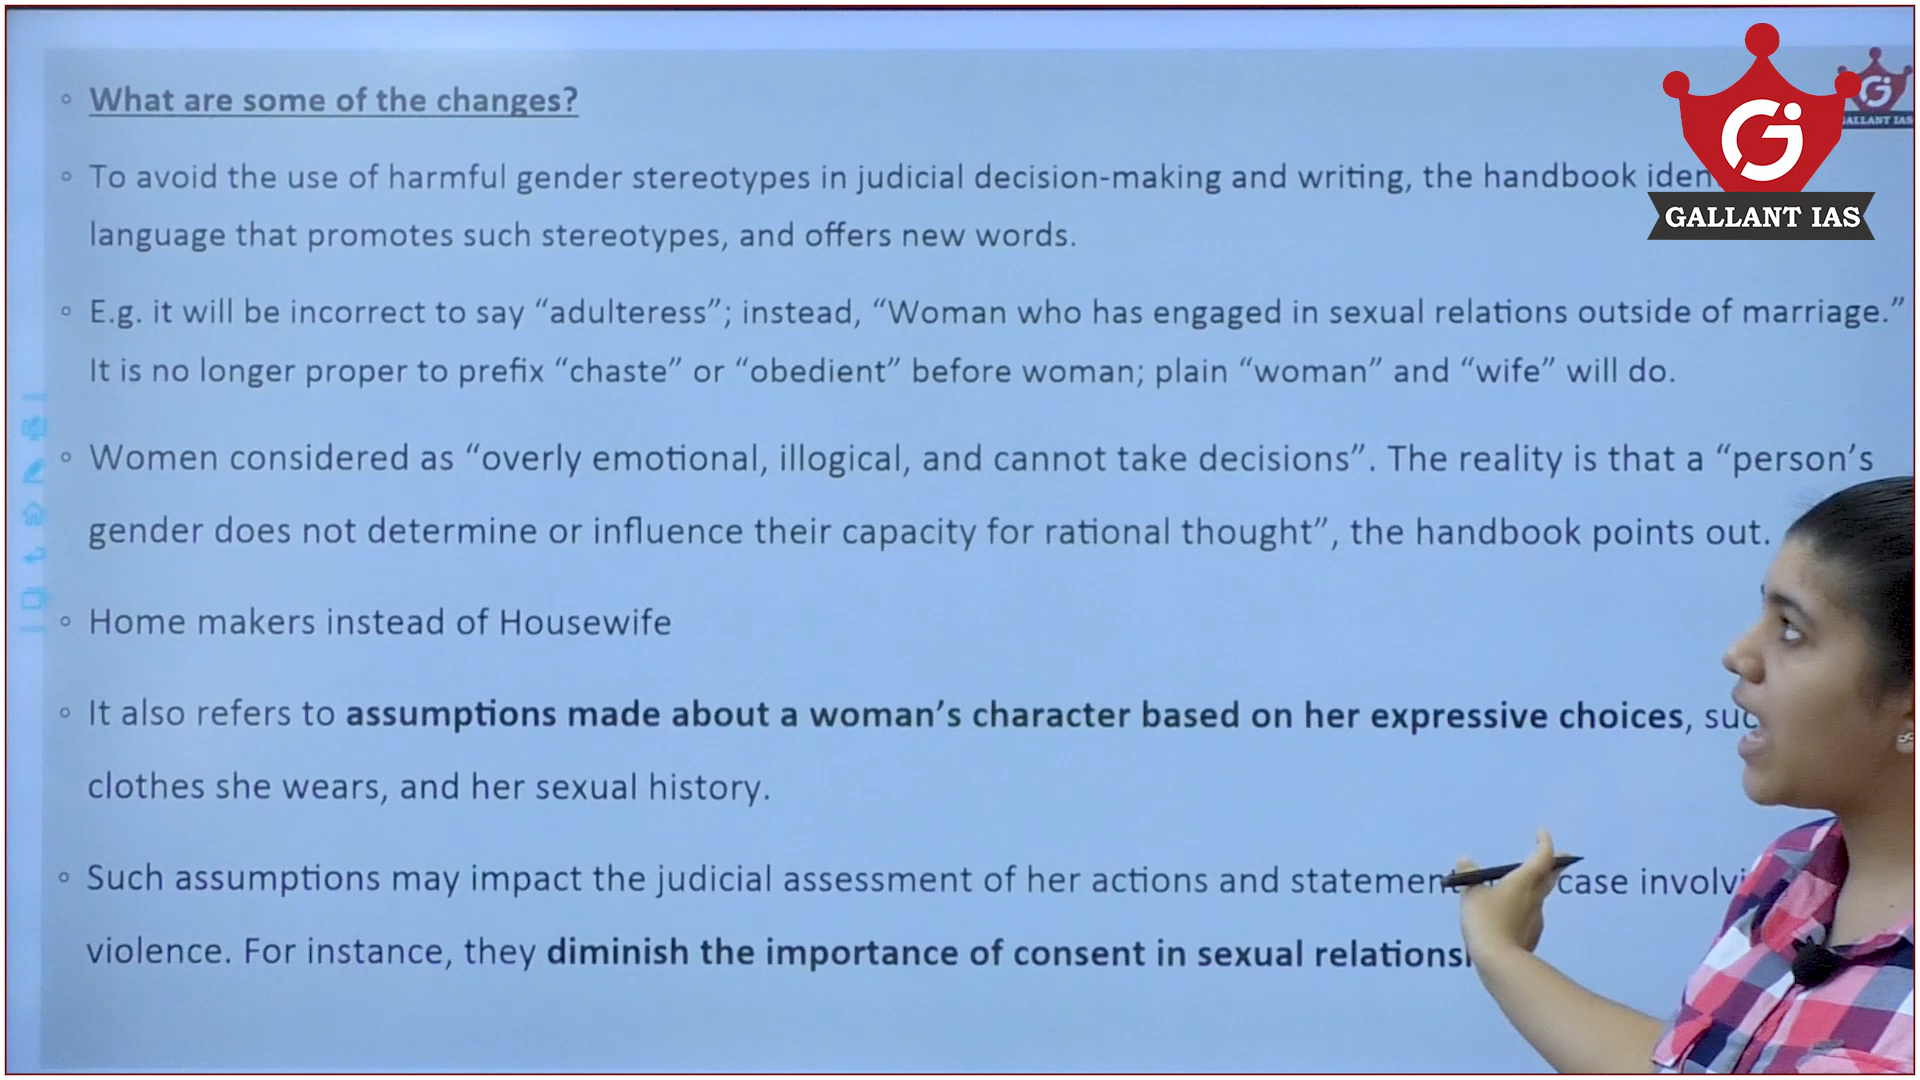 What are some of the changes?
GALLANT IAS
To avoid the use of harmful gender stereotypes in judicial decision-making and writing, the handbook
language that promotes such stereotypes, and offers new words.
GALLANT IAS
E.g. it will be incorrect to say “adulteress”; instead, “Woman who has engaged in sexual relations outside of marriage.”
It is no longer proper to prefix “chaste” or “obedient” before woman; plain “woman” and “wife” will do.
Women considered as “overly emotional, illogical, and cannot take decisions”. The reality is that a “person’s
gender does not determine or influence their capacity for rational thought”, the handbook points out.
Home makers instead of Housewife
It also refers to assumptions made about a woman’s character based on her expressive choices,
clothes she wears, and her sexual history.
Such assumptions may impact the judicial assessment of her actions and case
violence. For instance, they diminish the importance of consent in sexual